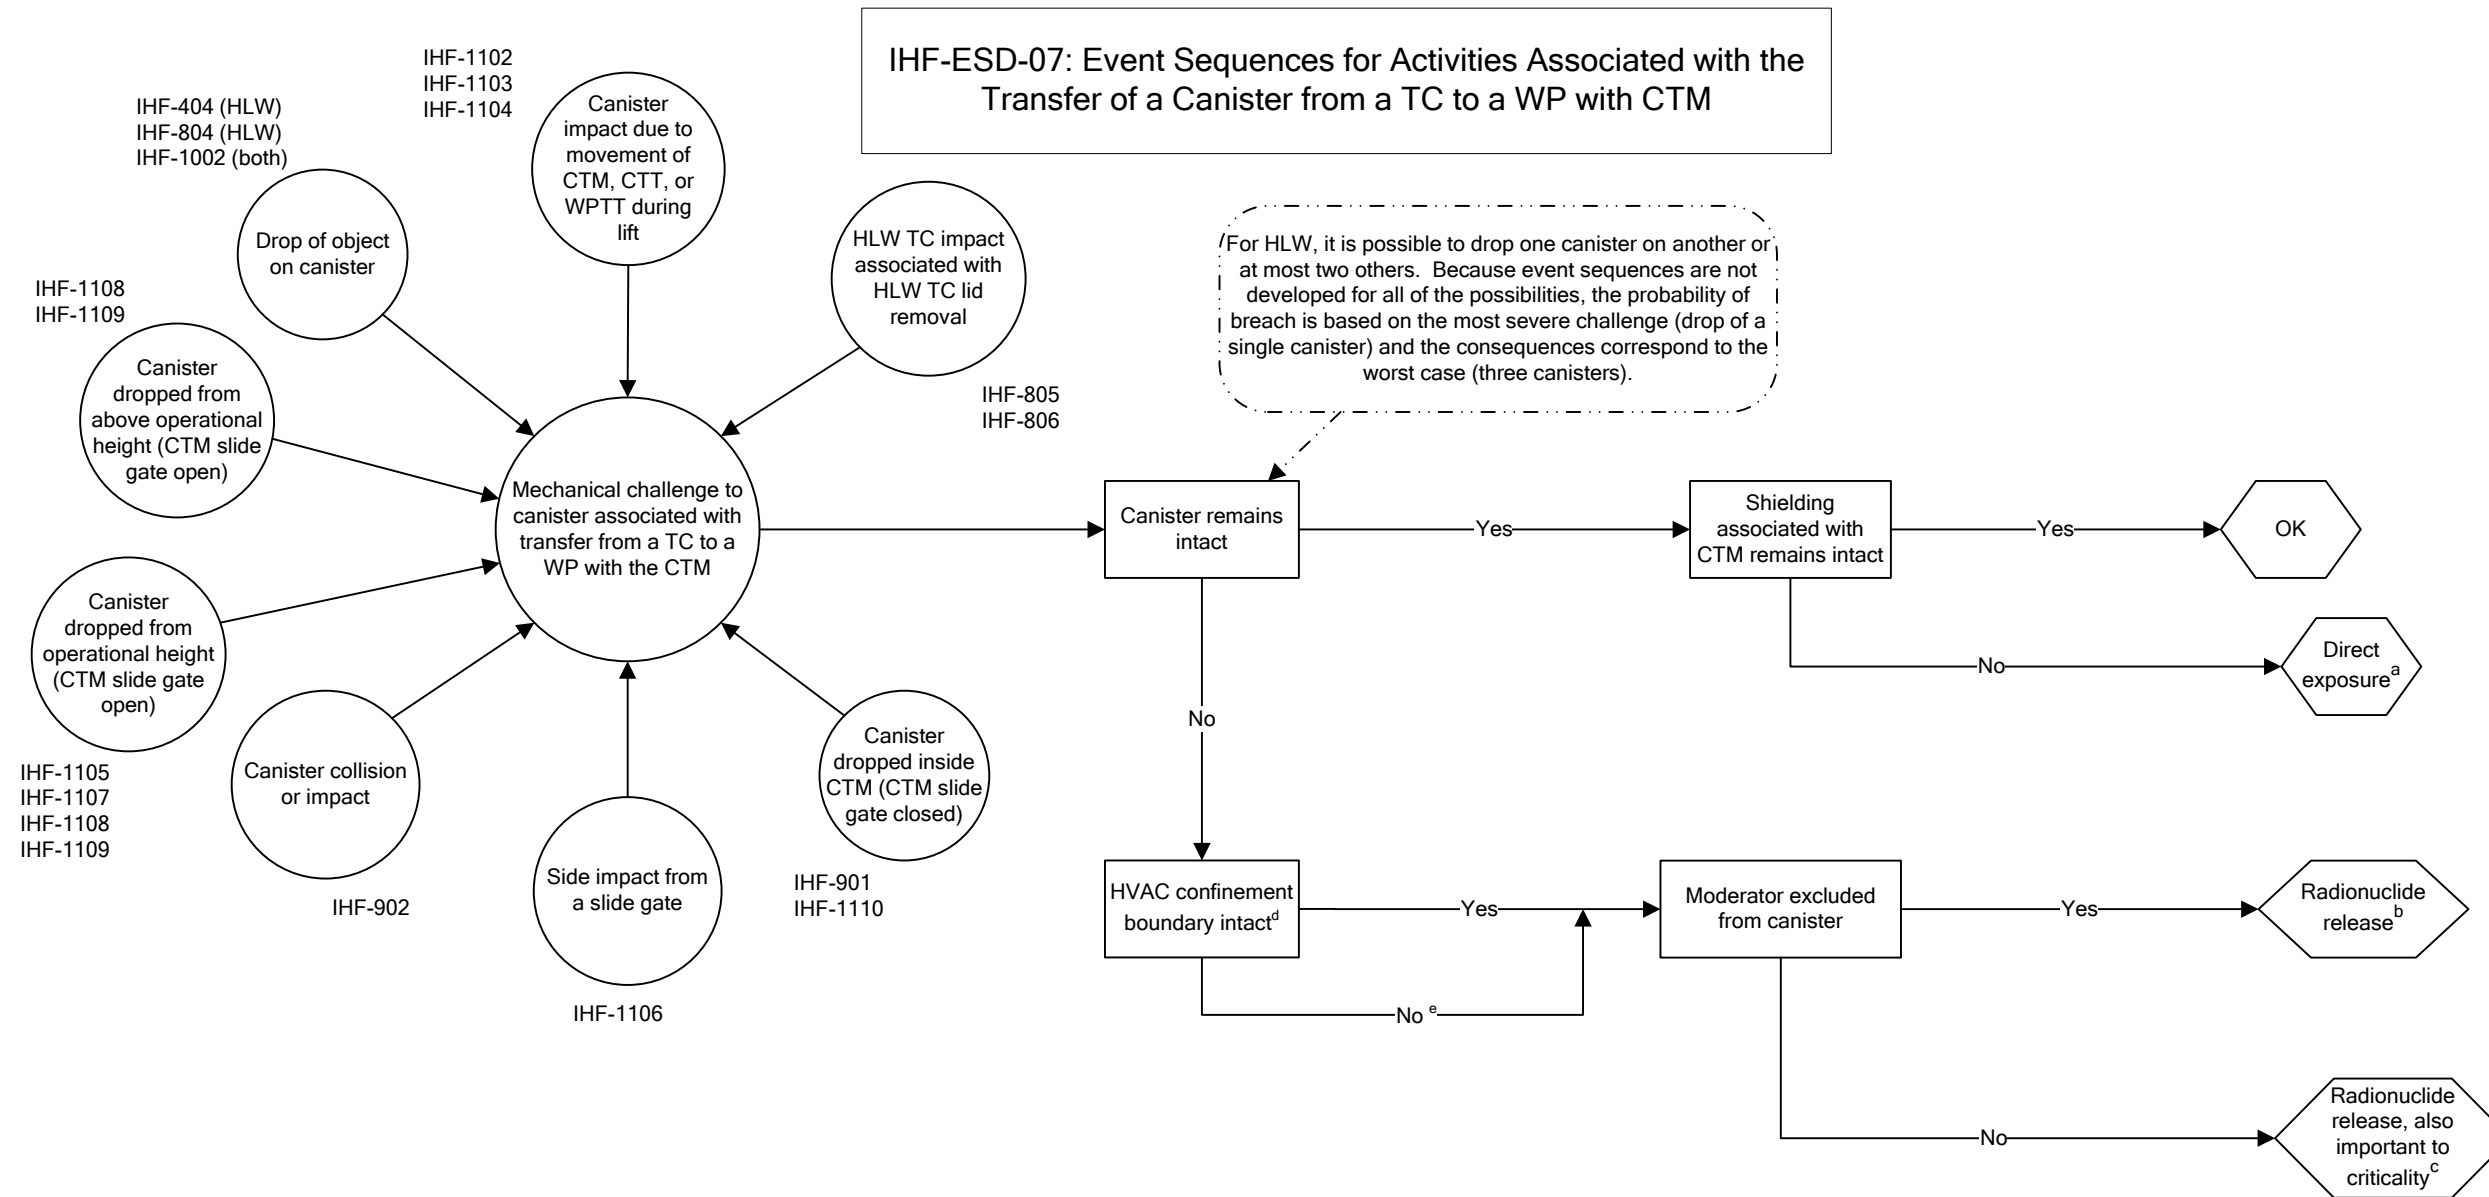 IHF-ESD-07: Event Sequences for Activities Associated with the
Transfer of a Canister from a TC to a WP with CTM
IHF-1102
IHF-1103
IHF-1104
Canister
impact due to
movement of
CTM, CTT, or
WPTT during
lift
IHF-404 (HLW)
IHF-804 (HLW)
IHF-1002 (both)
Drop of object
on canister
HLW TC impact
associated with
HLW TC lid
removal
IHF-805
IHF-806
For HLW, it is possible to drop one canister on another or
at most two others.  Because event sequences are not
developed for all of the possibilities, the probability of
breach is based on the most severe challenge (drop of a
single canister) and the consequences correspond to the
worst case (three canisters).
IHF-1108
IHF-1109
Canister
dropped from
above operational
height (CTM slide
gate open)
Mechanical challenge to
canister associated with
transfer from a TC to a
WP with the CTM
Canister remains
intact
Yes
Shielding
associated with
CTM remains intact
Yes
OK
No
Direct
exposure^a
Canister
dropped from
operational height
(CTM slide gate
open)
IHF-1105
IHF-1107
IHF-1108
IHF-1109
Canister collision
or impact
IHF-902
Side impact from
a slide gate
IHF-1106
Canister
dropped inside
CTM (CTM slide
gate closed)
IHF-901
IHF-1110
No
HVAC confinement
boundary intact^d
Yes
No ^e
Moderator excluded
from canister
Yes
Radionuclide
release^b
No
Radionuclide
release, also
important to
criticality^c